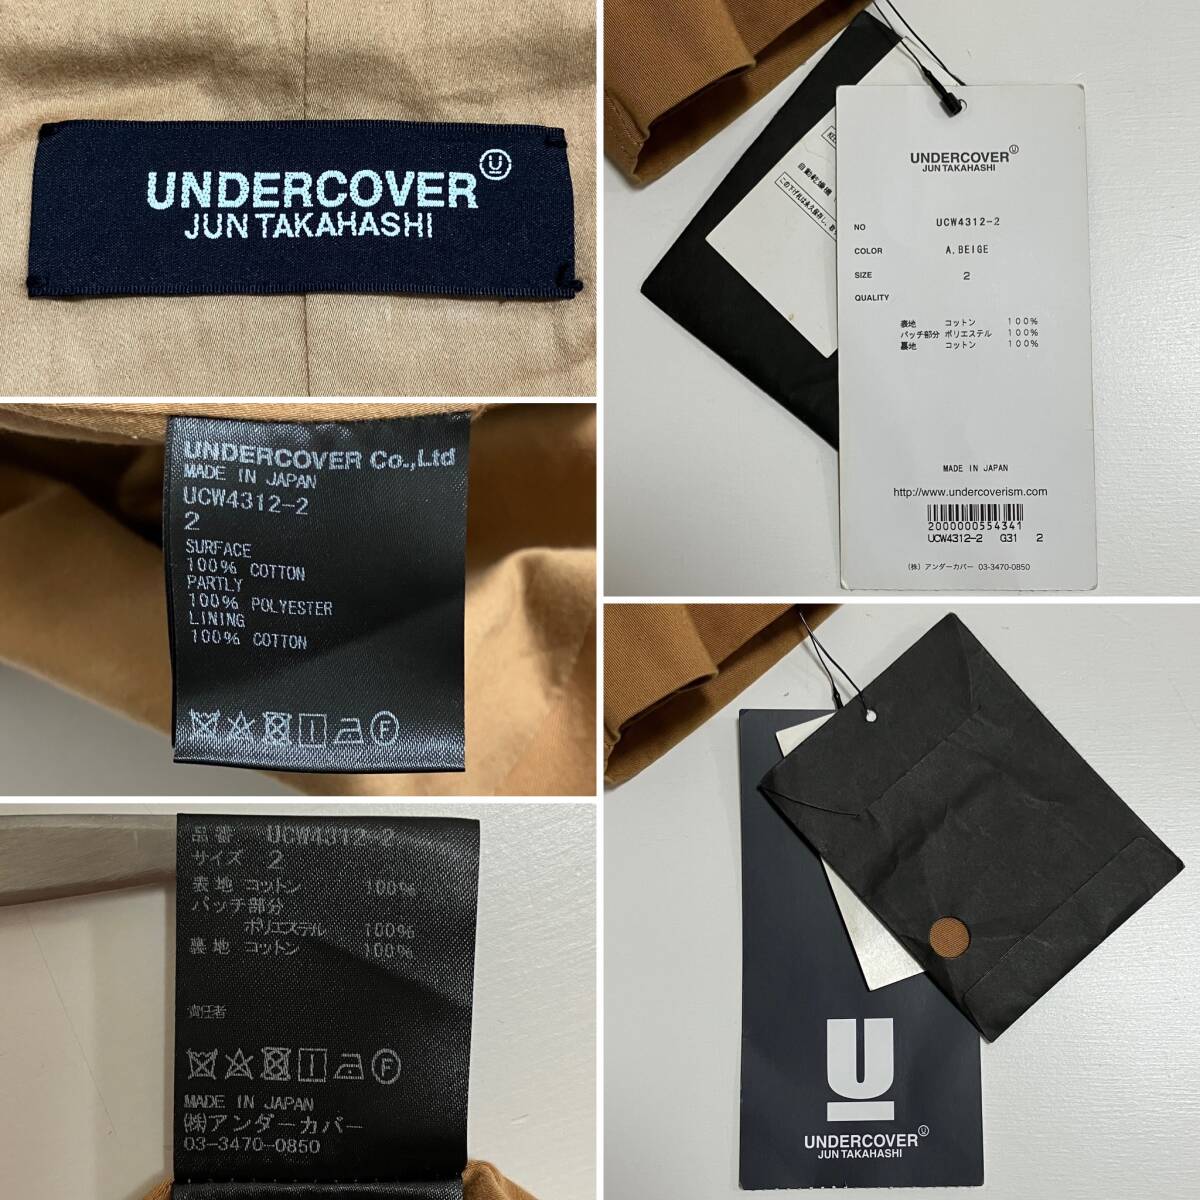 UNDERCOVER
JUN TAKAHASHI
UNDERCOVER Co.,Ltd
MADE IN JAPAN
UCW4312-2
2
SURFACE
100% COTTON
PARTLY
100% POLYESTER
LINING
100% COTTON
F
品番 UCW4312-2
サイズ 2
表地 コットン 100%
パッチ部分
ポリエステル 100%
裏地 コットン 100%
責任者
F
MADE IN JAPAN
(株)アンダーカバー
03-3470-0850
自動乾燥機
UNDERCOVER
JUN TAKAHASHI
NO UCW4312-2
COLOR A.BEIGE
SIZE 2
QUALITY
表地 コットン 100%
パッチ部分 ポリエステル 100%
裏地 コットン 100%
MADE IN JAPAN
http://www.undercoverism.com
2000000554341
UCW4312-2 G31 2
(株) アンダーカバー 03-3470-0850
U
UNDERCOVER
JUN TAKAHASHI